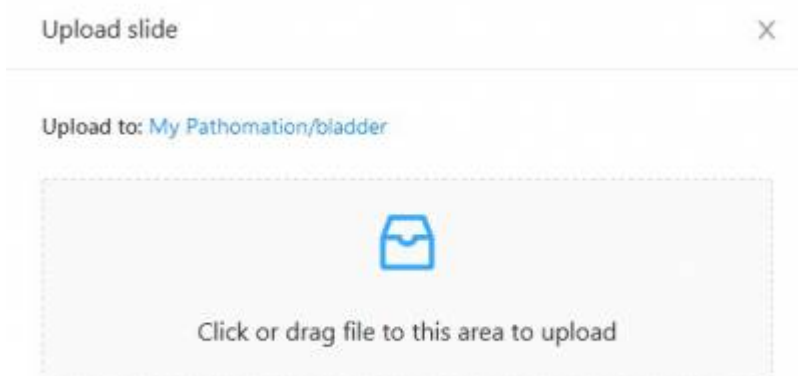 Upload slide
Upload to: My Pathomation/bladder
Click or drag file to this area to upload